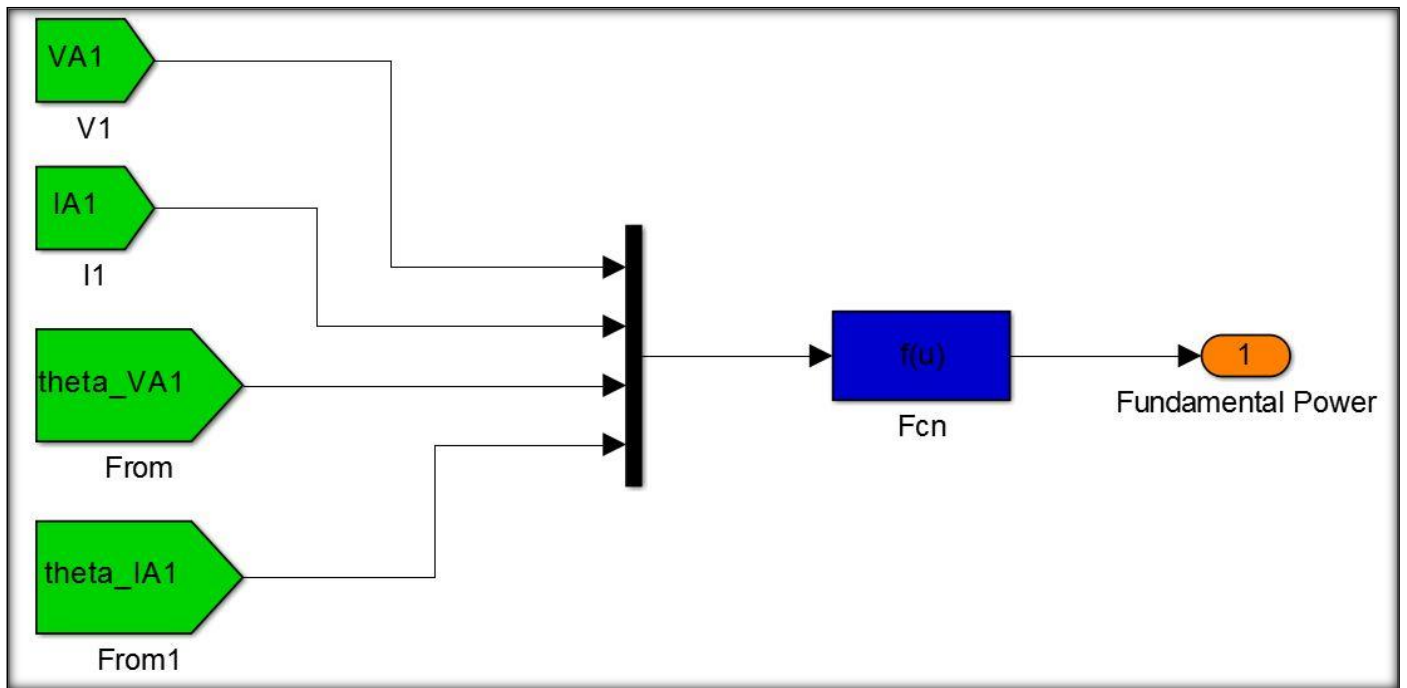 VA1
V1
IA1
I1
theta_VA1
From
theta_IA1
From1
f(u)
Fcn
1
Fundamental Power